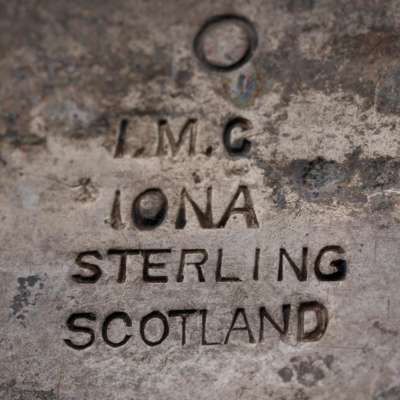 I.M.C
IONA
STERLING
SCOTLAND